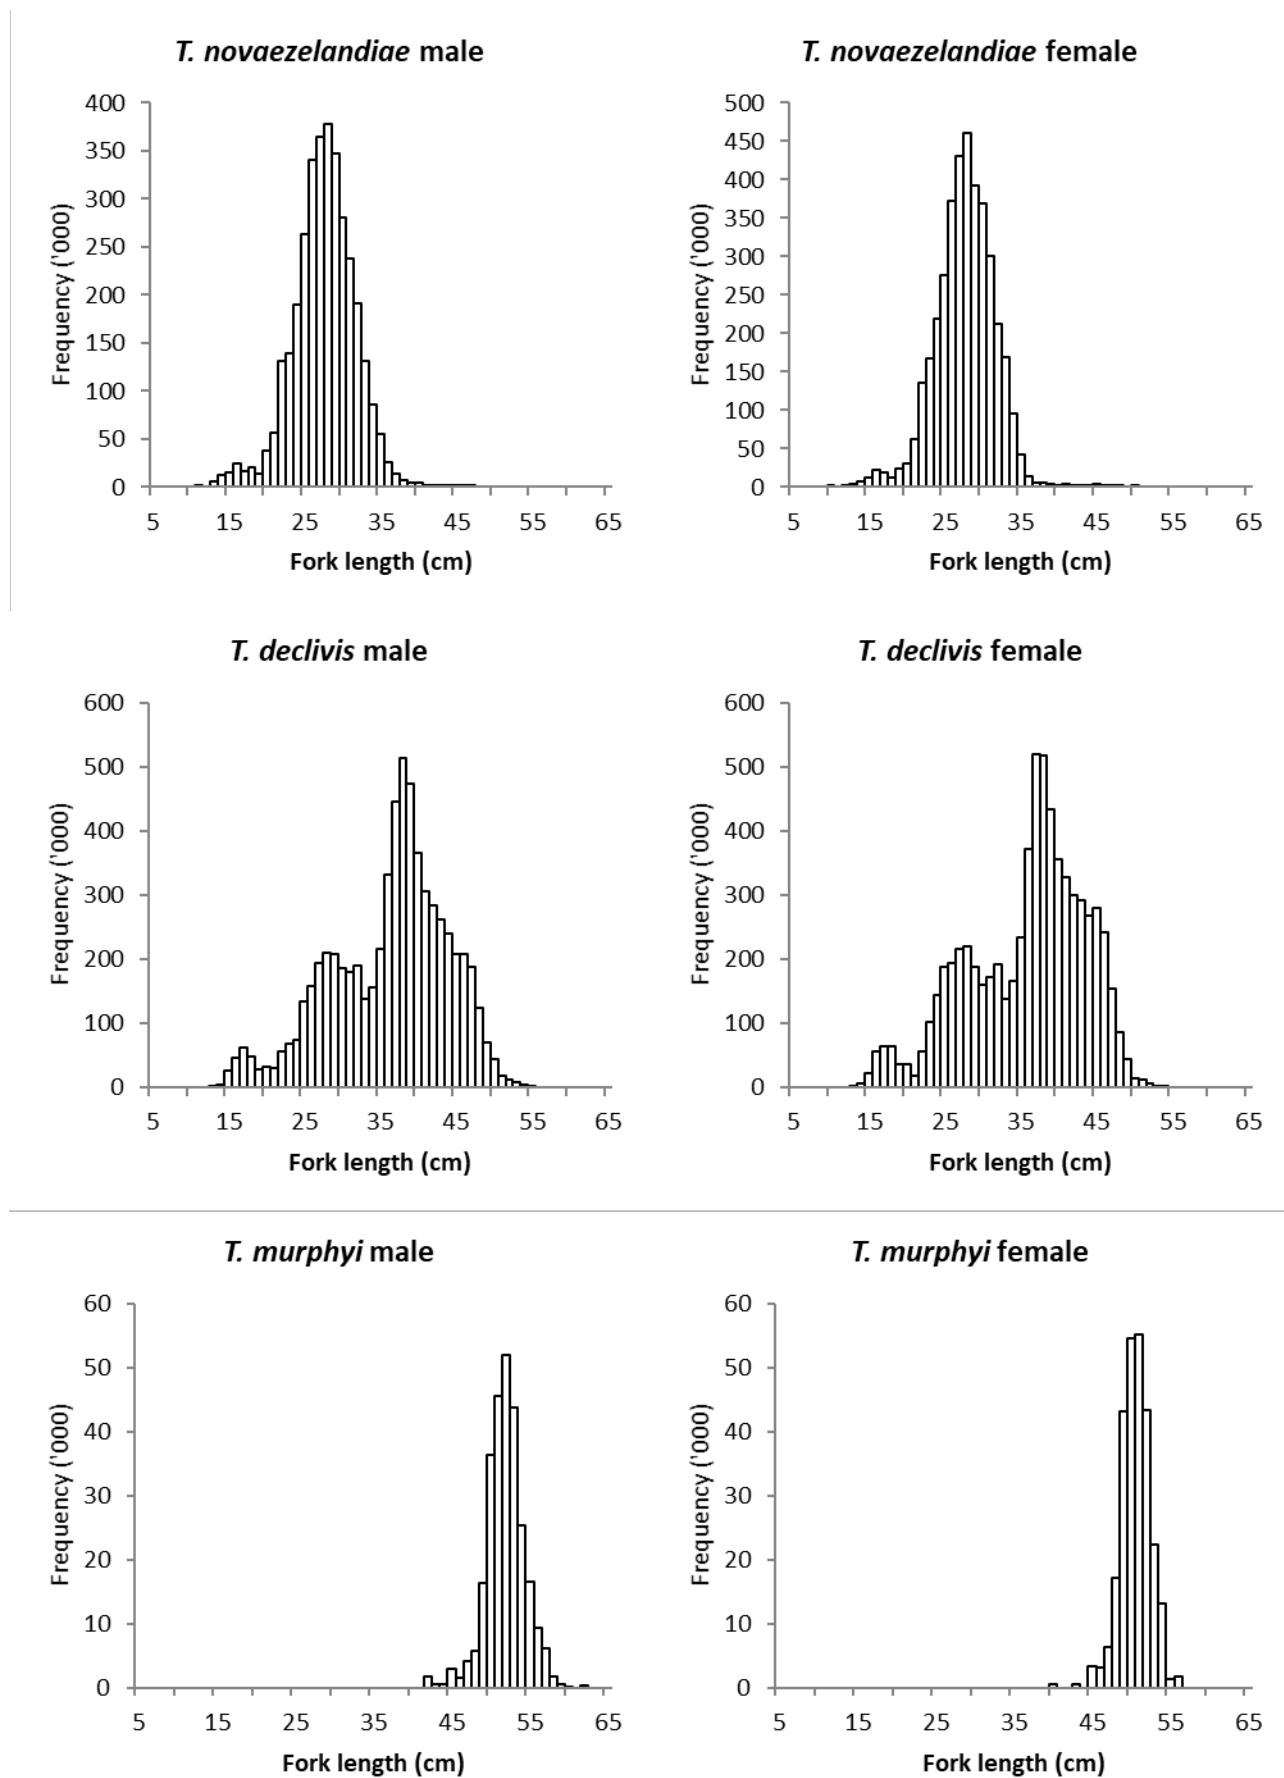 T. novaezelandiae male
400
350
300
250
200
150
100
50
0
Frequency ('000)
5 15 25 35 45 55 65
Fork length (cm)
T. novaezelandiae female
500
450
400
350
300
250
200
150
100
50
0
Frequency ('000)
5 15 25 35 45 55 65
Fork length (cm)
T. declivis male
600
500
400
300
200
100
0
Frequency ('000)
5 15 25 35 45 55 65
Fork length (cm)
T. declivis female
600
500
400
300
200
100
0
Frequency ('000)
5 15 25 35 45 55 65
Fork length (cm)
T. murphyi male
60
50
40
30
20
10
0
Frequency ('000)
5 15 25 35 45 55 65
Fork length (cm)
T. murphyi female
60
50
40
30
20
10
0
Frequency ('000)
5 15 25 35 45 55 65
Fork length (cm)